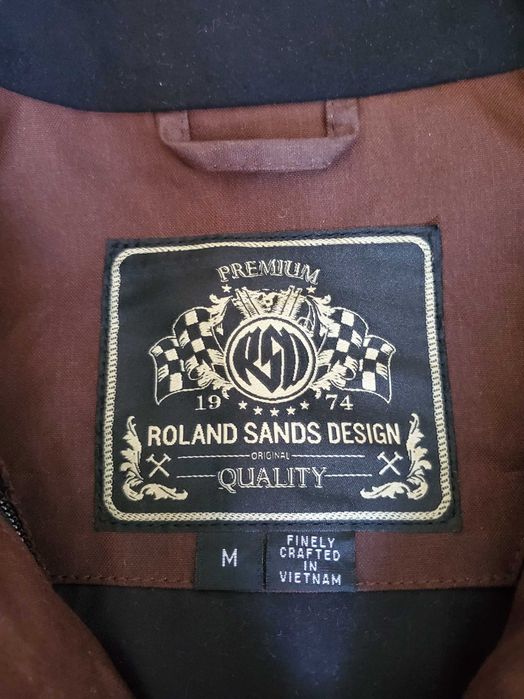 PREMIUM
RSD
19 74
ROLAND SANDS DESIGN
ORIGINAL
QUALITY
M
FINELY
CRAFTED
IN
VIETNAM